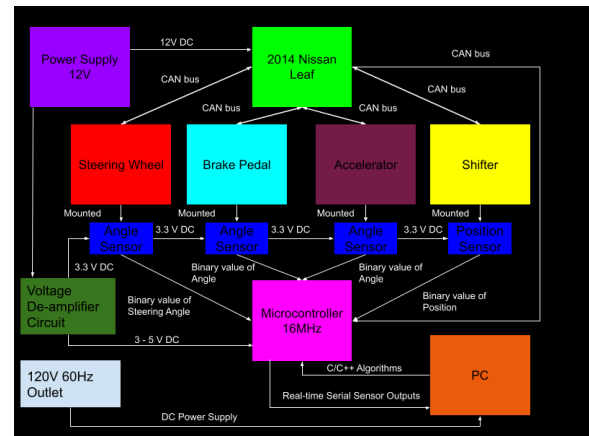 12V DC
Power Supply
12V
2014 Nissan
Leaf
CAN bus
CAN bus
CAN bus
CAN bus
CAN bus
Steering Wheel
Brake Pedal
Accelerator
Shifter
Mounted
Mounted
Mounted
Mounted
Angle
Sensor
3.3 V DC
Angle
Sensor
3.3 V DC
Angle
Sensor
3.3 V DC
Position
Sensor
3.3 V DC
Binary value of
Angle
Binary value of
Angle
Voltage
De-amplifier
Circuit
Binary value of
Steering Angle
Binary value of
Position
Microcontroller
16MHz
3 - 5 V DC
120V 60Hz
Outlet
C/C++ Algorithms
PC
Real-time Serial Sensor Outputs
DC Power Supply